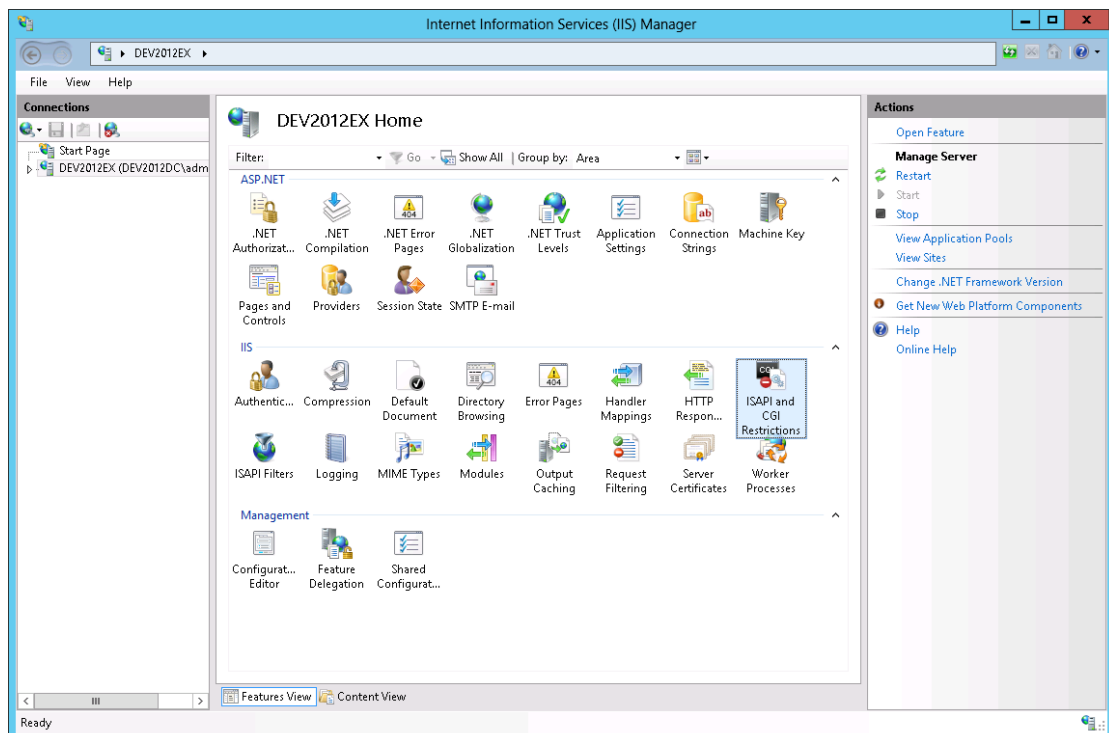 Internet Information Services (IIS) Manager
DEV2012EX
File View Help
Connections
Start Page
DEV2012EX (DEV2012DC\adm
DEV2012EX Home
Filter: Go Show All Group by: Area
ASP.NET
.NET Authorizat...
.NET Compilation
.NET Error Pages
.NET Globalization
.NET Trust Levels
Application Settings
Connection Strings
Machine Key
Pages and Controls
Providers
Session State
SMTP E-mail
IIS
Authentic...
Compression
Default Document
Directory Browsing
Error Pages
Handler Mappings
HTTP Respon...
ISAPI and CGI Restrictions
ISAPI Filters
Logging
MIME Types
Modules
Output Caching
Request Filtering
Server Certificates
Worker Processes
Management
Configurat... Editor
Feature Delegation
Shared Configurat...
Features View Content View
Actions
Open Feature
Manage Server
Restart
Start
Stop
View Application Pools
View Sites
Change .NET Framework Version
Get New Web Platform Components
Help
Online Help
Ready